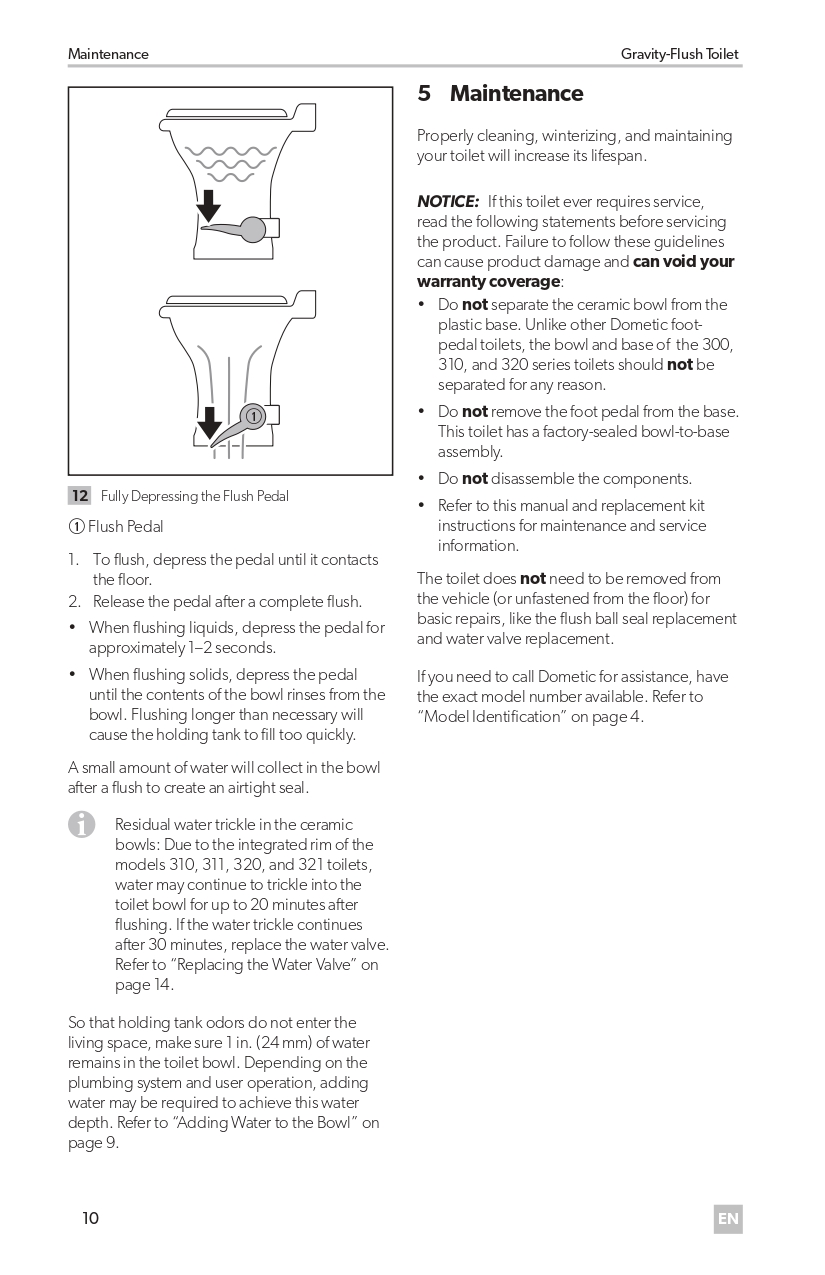 Maintenance
Gravity-Flush Toilet
①
12 Fully Depressing the Flush Pedal
① Flush Pedal
1. To flush, depress the pedal until it contacts
the floor.
2. Release the pedal after a complete flush.
• When flushing liquids, depress the pedal for
approximately 1–2 seconds.
• When flushing solids, depress the pedal
until the contents of the bowl rinses from the
bowl. Flushing longer than necessary will
cause the holding tank to fill too quickly.
A small amount of water will collect in the bowl
after a flush to create an airtight seal.
i
Residual water trickle in the ceramic
bowls: Due to the integrated rim of the
models 310, 311, 320, and 321 toilets,
water may continue to trickle into the
toilet bowl for up to 20 minutes after
flushing. If the water trickle continues
after 30 minutes, replace the water valve.
Refer to “Replacing the Water Valve” on
page 14.
So that holding tank odors do not enter the
living space, make sure 1 in. (24 mm) of water
remains in the toilet bowl. Depending on the
plumbing system and user operation, adding
water may be required to achieve this water
depth. Refer to “Adding Water to the Bowl” on
page 9.
5 Maintenance
Properly cleaning, winterizing, and maintaining
your toilet will increase its lifespan.
NOTICE: If this toilet ever requires service,
read the following statements before servicing
the product. Failure to follow these guidelines
can cause product damage and can void your
warranty coverage:
• Do not separate the ceramic bowl from the
plastic base. Unlike other Dometic foot-
pedal toilets, the bowl and base of the 300,
310, and 320 series toilets should not be
separated for any reason.
• Do not remove the foot pedal from the base.
This toilet has a factory-sealed bowl-to-base
assembly.
• Do not disassemble the components.
• Refer to this manual and replacement kit
instructions for maintenance and service
information.
The toilet does not need to be removed from
the vehicle (or unfastened from the floor) for
basic repairs, like the flush ball seal replacement
and water valve replacement.
If you need to call Dometic for assistance, have
the exact model number available. Refer to
“Model Identification” on page 4.
10
EN